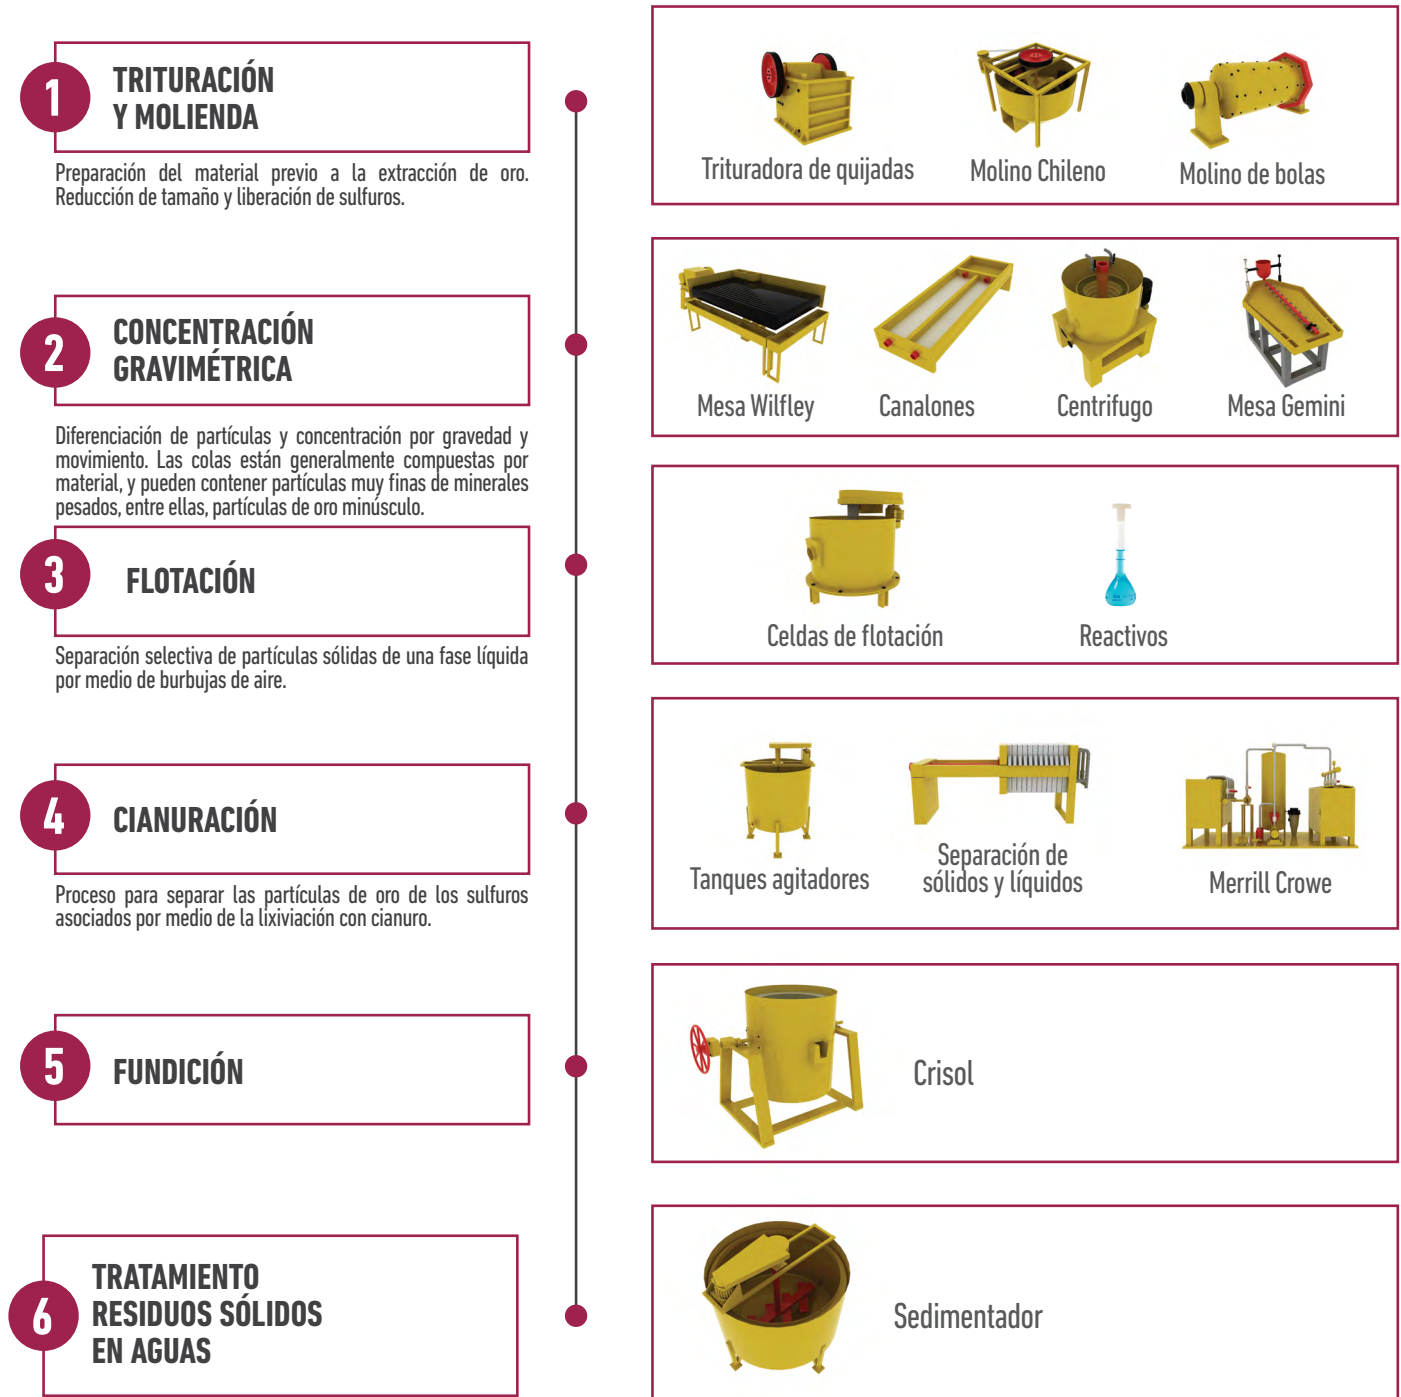 1
TRITURACIÓN
Y MOLIENDA
Preparación del material previo a la extracción de oro.
Reducción de tamaño y liberación de sulfuros.
Trituradora de quijadas
Molino Chileno
Molino de bolas
2
CONCENTRACIÓN
GRAVIMÉTRICA
Diferenciación de partículas y concentración por gravedad y
movimiento. Las colas están generalmente compuestas por
material, y pueden contener partículas muy finas de minerales
pesados, entre ellas, partículas de oro minúsculo.
Mesa Wilfley
Canalones
Centrifugo
Mesa Gemini
3
FLOTACIÓN
Separación selectiva de partículas sólidas de una fase líquida
por medio de burbujas de aire.
Celdas de flotación
Reactivos
4
CIANURACIÓN
Proceso para separar las partículas de oro de los sulfuros
asociados por medio de la lixiviación con cianuro.
Tanques agitadores
Separación de
sólidos y líquidos
Merrill Crowe
5
FUNDICIÓN
Crisol
6
TRATAMIENTO
RESIDUOS SÓLIDOS
EN AGUAS
Sedimentador